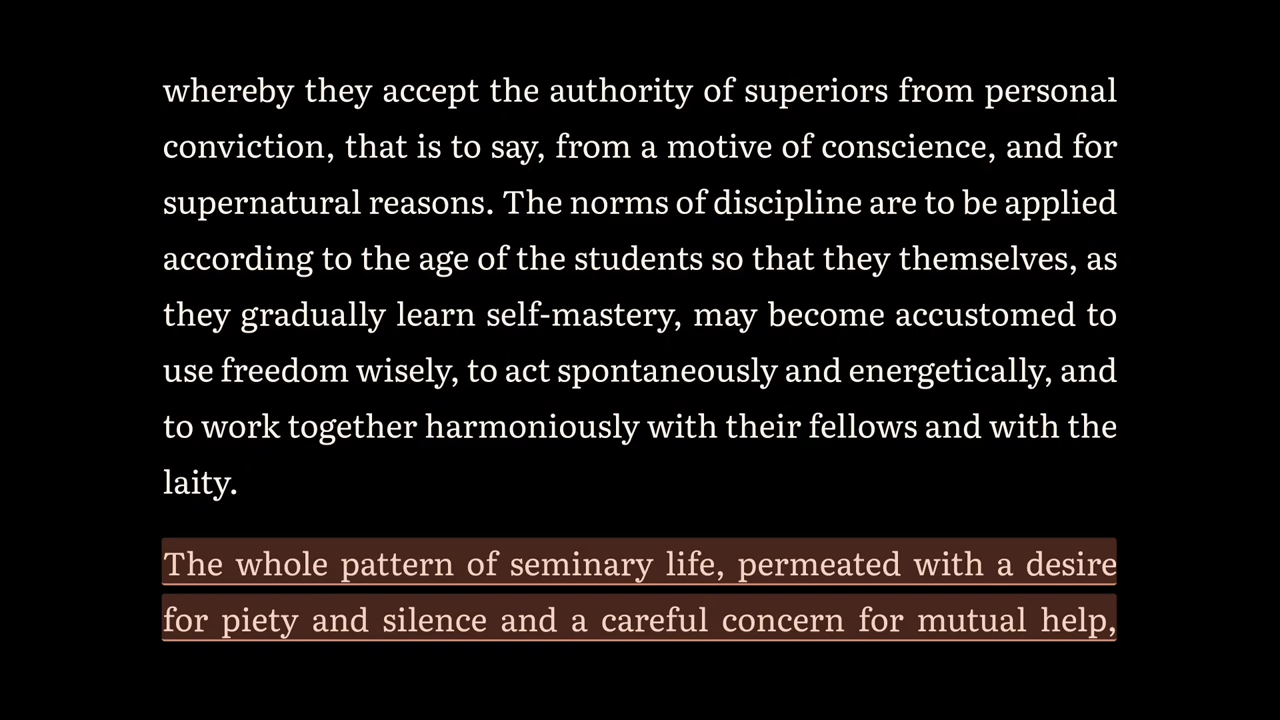 whereby they accept the authority of superiors from personal
conviction, that is to say, from a motive of conscience, and for
supernatural reasons. The norms of discipline are to be applied
according to the age of the students so that they themselves, as
they gradually learn self-mastery, may become accustomed to
use freedom wisely, to act spontaneously and energetically, and
to work together harmoniously with their fellows and with the
laity.
The whole pattern of seminary life, permeated with a desire
for piety and silence and a careful concern for mutual help,